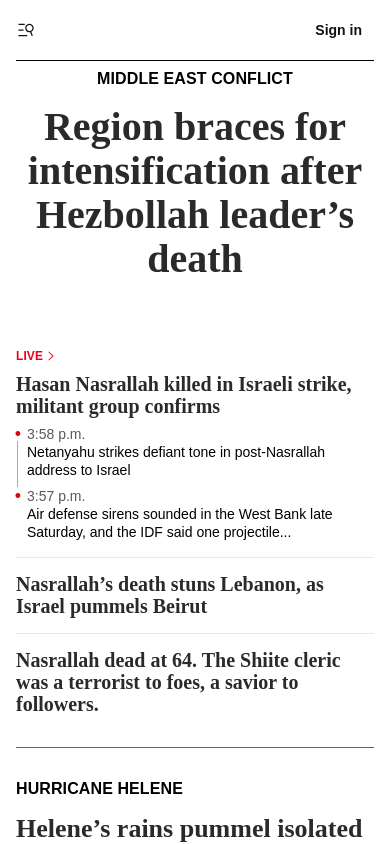 Sign in
MIDDLE EAST CONFLICT
Region braces for
intensification after
Hezbollah leader’s
death
LIVE
Hasan Nasrallah killed in Israeli strike,
militant group confirms
3:58 p.m.
Netanyahu strikes defiant tone in post-Nasrallah
address to Israel
3:57 p.m.
Air defense sirens sounded in the West Bank late
Saturday, and the IDF said one projectile...
Nasrallah’s death stuns Lebanon, as
Israel pummels Beirut
Nasrallah dead at 64. The Shiite cleric
was a terrorist to foes, a savior to
followers.
HURRICANE HELENE
Helene’s rains pummel isolated